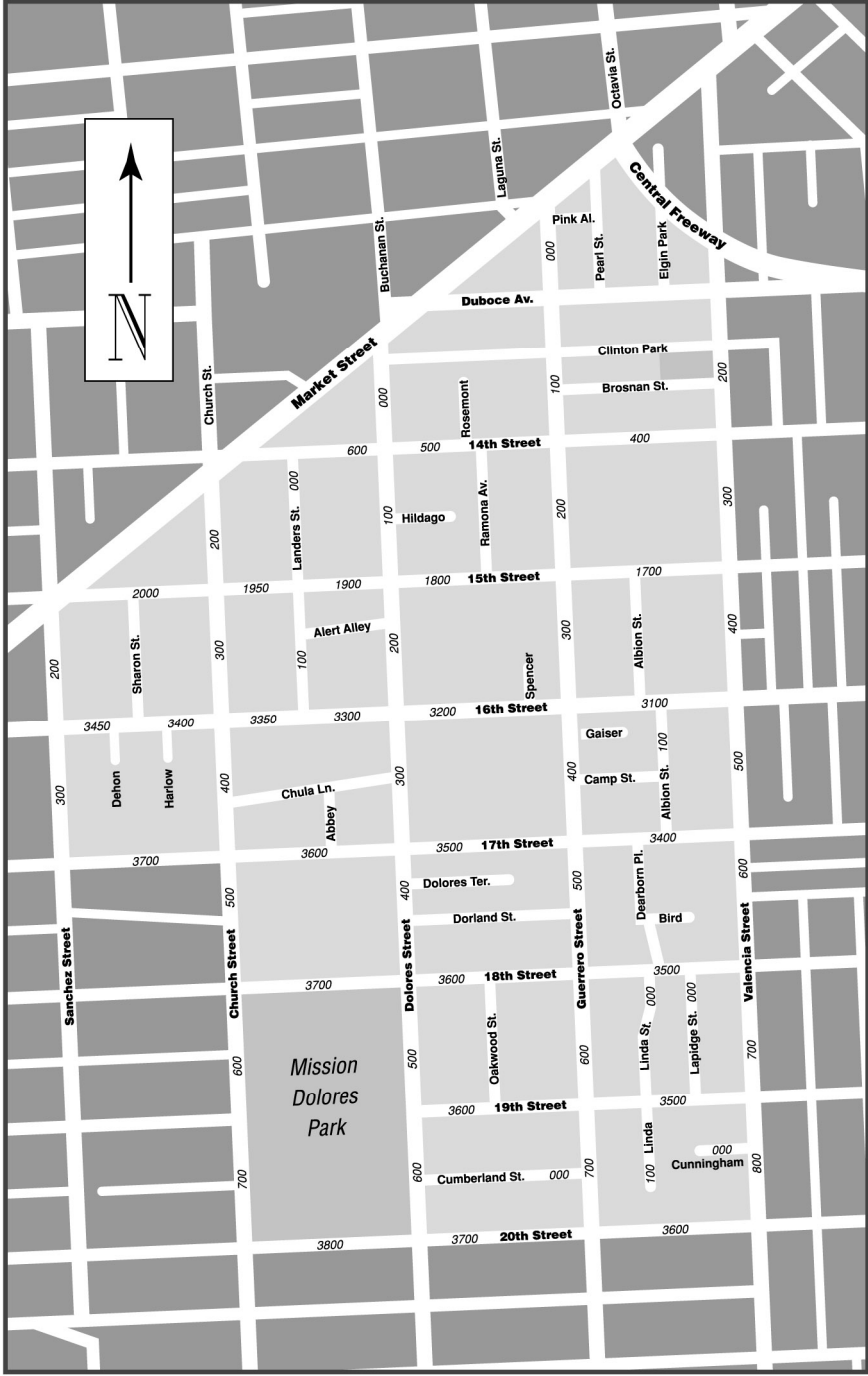 Octavia St.
Laguna St.
Central Freeway
Pink Al.
Buchanan St.
000
Pearl St.
Elgin Park
Duboce Av.
N
Church St.
Market Street
Clinton Park
200
000
100
Brosnan St.
Rosemont
600
500
14th Street
400
000
300
200
Landers St.
100
Hildago
Ramona Av.
200
2000
1950
1900
1800
15th Street
1700
200
Sharon St.
300
Alert Alley
200
300
Albion St.
400
100
Spencer
3450
3400
3350
3300
3200
16th Street
3100
Gaiser
100
500
300
Dehon
Harlow
400
Chula Ln.
300
400
Camp St.
Albion St.
Abbey
3700
3600
3500
17th Street
3400
500
400
Dolores Ter.
500
Dearborn Pl.
600
Dorland St.
Bird
Sanchez Street
Church Street
Dolores Street
Guerrero Street
Valencia Street
3700
3600
18th Street
3500
000
000
600
Mission
Dolores
Park
500
Oakwood St.
600
Linda St.
Lapidge St.
700
3600
19th Street
3500
Linda
100
000
Cunningham
800
700
600
Cumberland St.
000
700
3800
3700
20th Street
3600